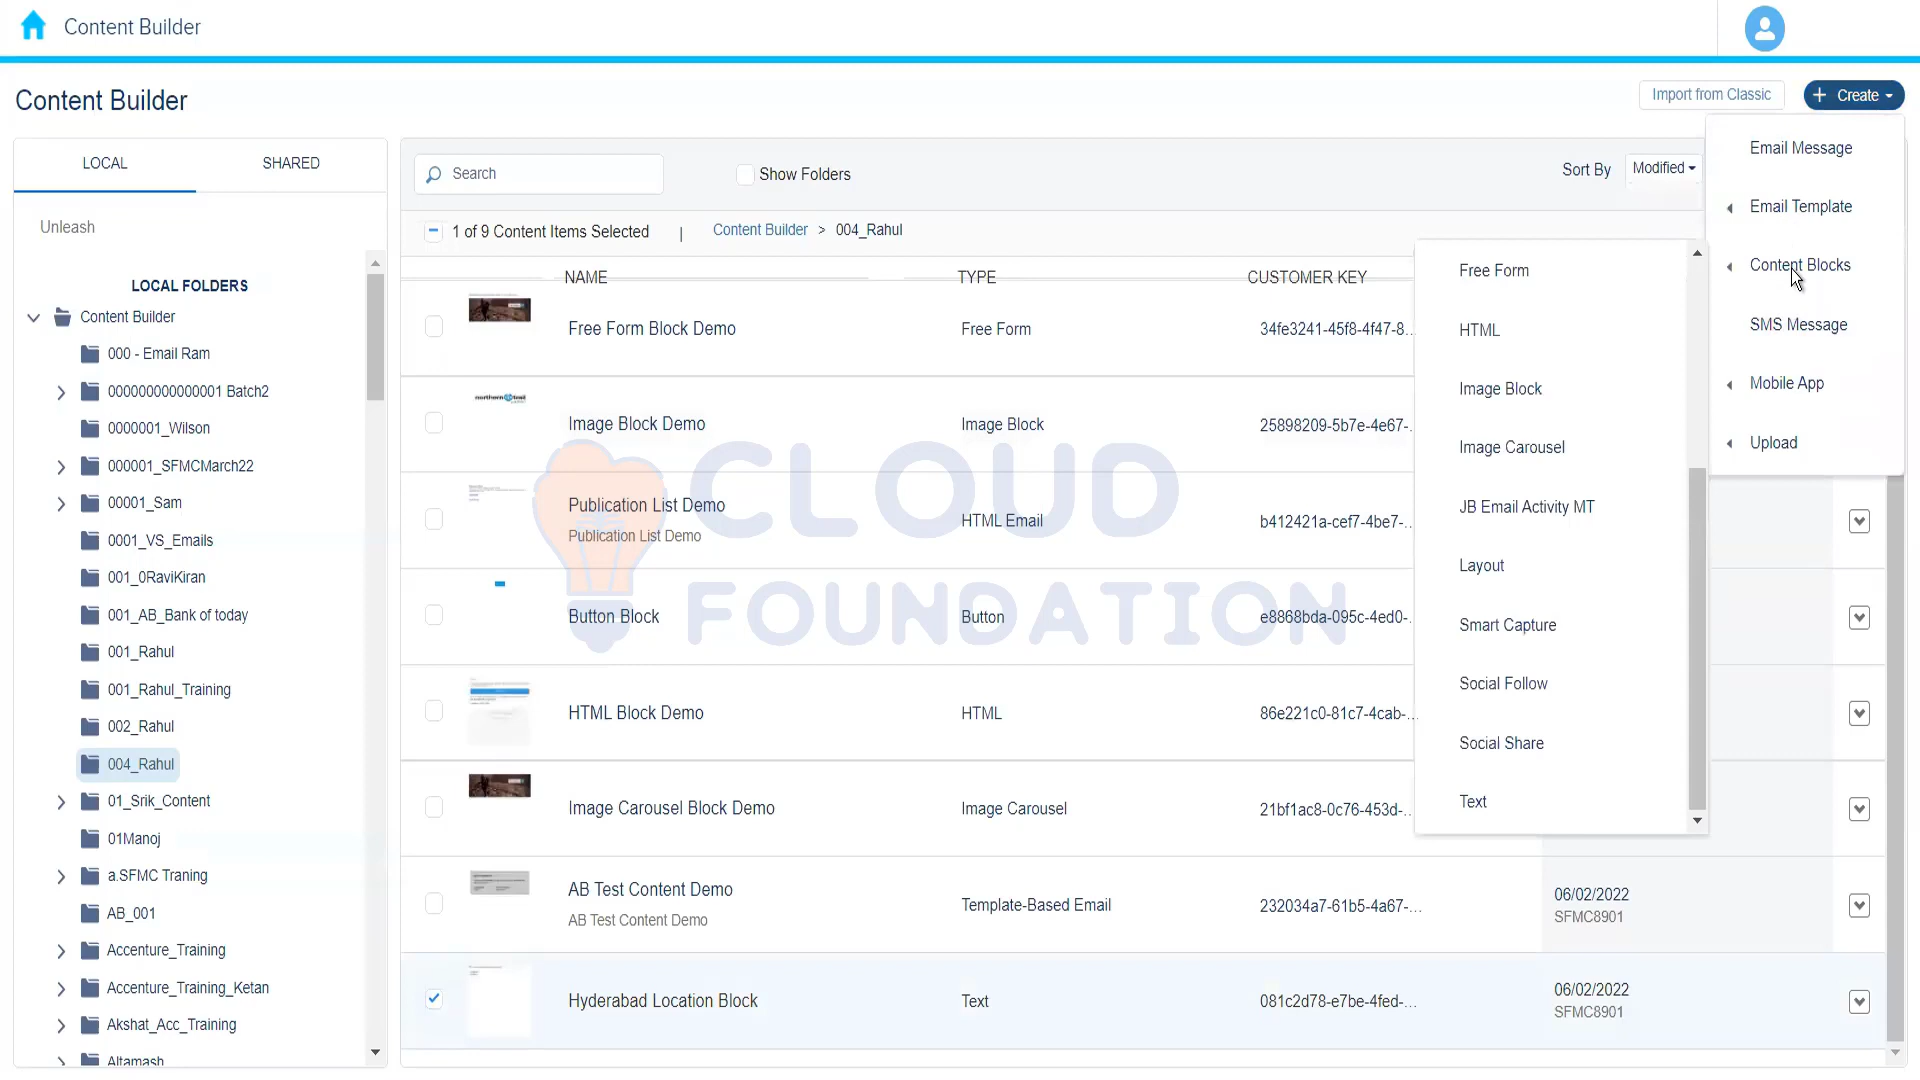 Content Builder
Content Builder
Import from Classic
Create
LOCAL
SHARED
Search
Show Folders
Sort By
Modified
Email Message
Email Template
Content Blocks
SMS Message
Mobile App
Upload
Unleash
1 of 9 Content Items Selected | Content Builder > 004_Rahul
LOCAL FOLDERS
Content Builder
000 - Email Ram
000000000000001 Batch2
0000001_Wilson
000001_SFMCMarch22
00001_Sam
0001_VS_Emails
001_0RaviKiran
001_AB_Bank of today
001_Rahul
001_Rahul_Training
002_Rahul
004_Rahul
01_Srik_Content
01Manoj
a.SFMC Traning
AB_001
Accenture_Training
Accenture_Training_Ketan
Akshat_Acc_Training
Altamash
NAME TYPE CUSTOMER KEY
Free Form Block Demo Free Form 34fe3241-45f8-4f47-8...
northern trail
Image Block Demo Image Block 25898209-5b7e-4e67-...
Publication List Demo HTML Email b412421a-cef7-4be7-...
Publication List Demo
Button Block Button e8868bda-095c-4ed0-...
HTML Block Demo HTML 86e221c0-81c7-4cab-...
Image Carousel Block Demo Image Carousel 21bf1ac8-0c76-453d-...
AB Test Content Demo Template-Based Email 232034a7-61b5-4a67-... 06/02/2022
AB Test Content Demo SFMC8901
Hyderabad Location Block Text 081c2d78-e7be-4fed-... 06/02/2022
SFMC8901
Free Form
HTML
Image Block
Image Carousel
JB Email Activity MT
Layout
Smart Capture
Social Follow
Social Share
Text
CLOUD
FOUNDATION